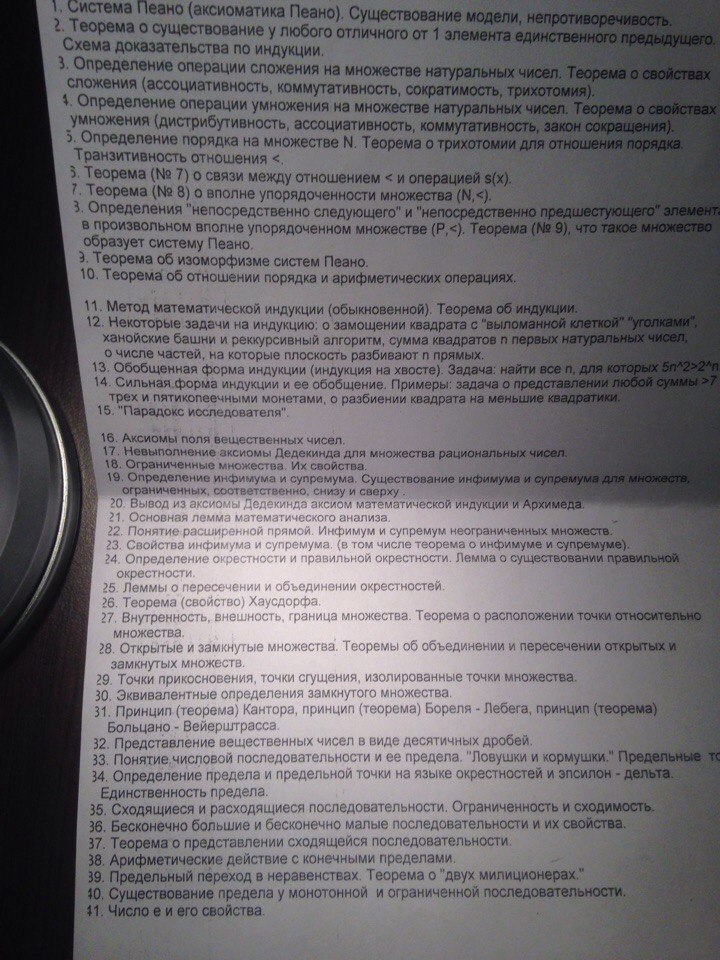 1. Система Пеано (аксиоматика Пеано). Существование модели, непротиворечивость.
2. Теорема о существование у любого отличного от 1 элемента единственного предыдущего.
Схема доказательства по индукции.
3. Определение операции сложения на множестве натуральных чисел. Теорема о свойствах
сложения (ассоциативность, коммутативность, сократимость, трихотомия).
4. Определение операции умножения на множестве натуральных чисел. Теорема о свойствах
умножения (дистрибутивность, ассоциативность, коммутативность, закон сокращения).
5. Определение порядка на множестве N. Теорема о трихотомии для отношения порядка.
Транзитивность отношения <.
6. Теорема (№ 7) о связи между отношением < и операцией s(x).
7. Теорема (№ 8) о вполне упорядоченности множества (N,<).
8. Определения "непосредственно следующего" и "непосредственно предшестующего" элемента
в произвольном вполне упорядоченном множестве (P,<). Теорема (№ 9), что такое множество
образует систему Пеано.
9. Теорема об изоморфизме систем Пеано.
10. Теорема об отношении порядка и арифметических операциях.
11. Метод математической индукции (обыкновенной). Теорема об индукции.
12. Некоторые задачи на индукцию: о замощении квадрата с "выломанной клеткой" "уголками",
ханойские башни и реккурсивный алгоритм, сумма квадратов n первых натуральных чисел,
о числе частей, на которые плоскость разбивают n прямых.
13. Обобщенная форма индукции (индукция на хвосте). Задача: найти все n, для которых 5n^2>2^n
14. Сильная форма индукции и ее обобщение. Примеры: задача о представлении любой суммы >7
трех и пятикопеечными монетами, о разбиении квадрата на меньшие квадратики.
15. "Парадокс исследователя".
16. Аксиомы поля вещественных чисел.
17. Невыполнение аксиомы Дедекинда для множества рациональных чисел.
18. Ограниченные множества. Их свойства.
19. Определение инфимума и супремума. Существование инфимума и супремума для множеств,
ограниченных, соответственно, снизу и сверху .
20. Вывод из аксиомы Дедекинда аксиом математической индукции и Архимеда.
21. Основная лемма математического анализа.
22. Понятие расширенной прямой. Инфимум и супремум неограниченных множеств.
23. Свойства инфимума и супремума. (в том числе теорема о инфимуме и супремуме).
24. Определение окрестности и правильной окрестности. Лемма о существовании правильной
окрестности.
25. Леммы о пересечении и объединении окрестностей.
26. Теорема (свойство) Хаусдорфа.
27. Внутренность, внешность, граница множества. Теорема о расположении точки относительно
множества.
28. Открытые и замкнутые множества. Теоремы об объединении и пересечении открытых и
замкнутых множеств.
29. Точки прикосновения, точки сгущения, изолированные точки множества.
30. Эквивалентные определения замкнутого множества.
31. Принцип (теорема) Кантора, принцип (теорема) Бореля - Лебега, принцип (теорема)
Больцано - Вейерштрасса.
32. Представление вещественных чисел в виде десятичных дробей.
33. Понятие числовой последовательности и ее предела. "Ловушки и кормушки." Предельные
34. Определение предела и предельной точки на языке окрестностей и эпсилон - дельта.
Единственность предела.
35. Сходящиеся и расходящиеся последовательности. Ограниченность и сходимость.
36. Бесконечно большие и бесконечно малые последовательности и их свойства.
37. Теорема о представлении сходящейся последовательности.
38. Арифметические действие с конечными пределами.
39. Предельный переход в неравенствах. Теорема о "двух милиционерах."
40. Существование предела у монотонной и ограниченной последовательности.
41. Число e и его свойства.